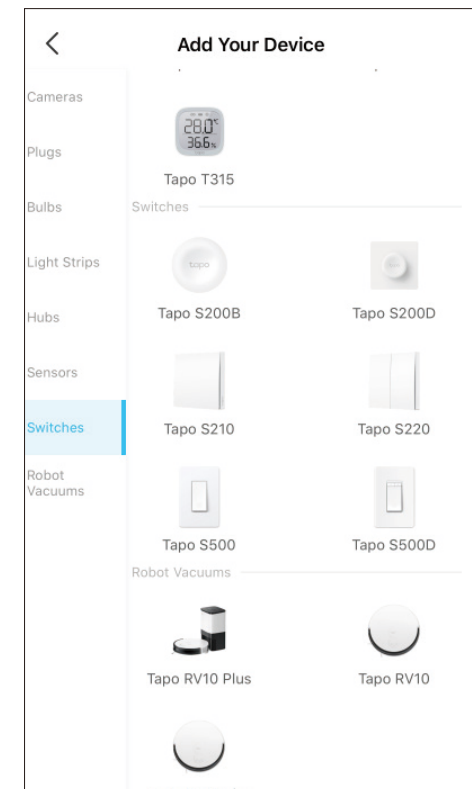 Add Your Device
Cameras
Plugs
Bulbs
Light Strips
Hubs
Sensors
Switches
Robot
Vacuums
28.0°C
36.6%
Tapo T315
Switches
tapo
Tapo S200B
Tapo S200D
Tapo S210
Tapo S220
Tapo S500
Tapo S500D
Robot Vacuums
Tapo RV10 Plus
Tapo RV10